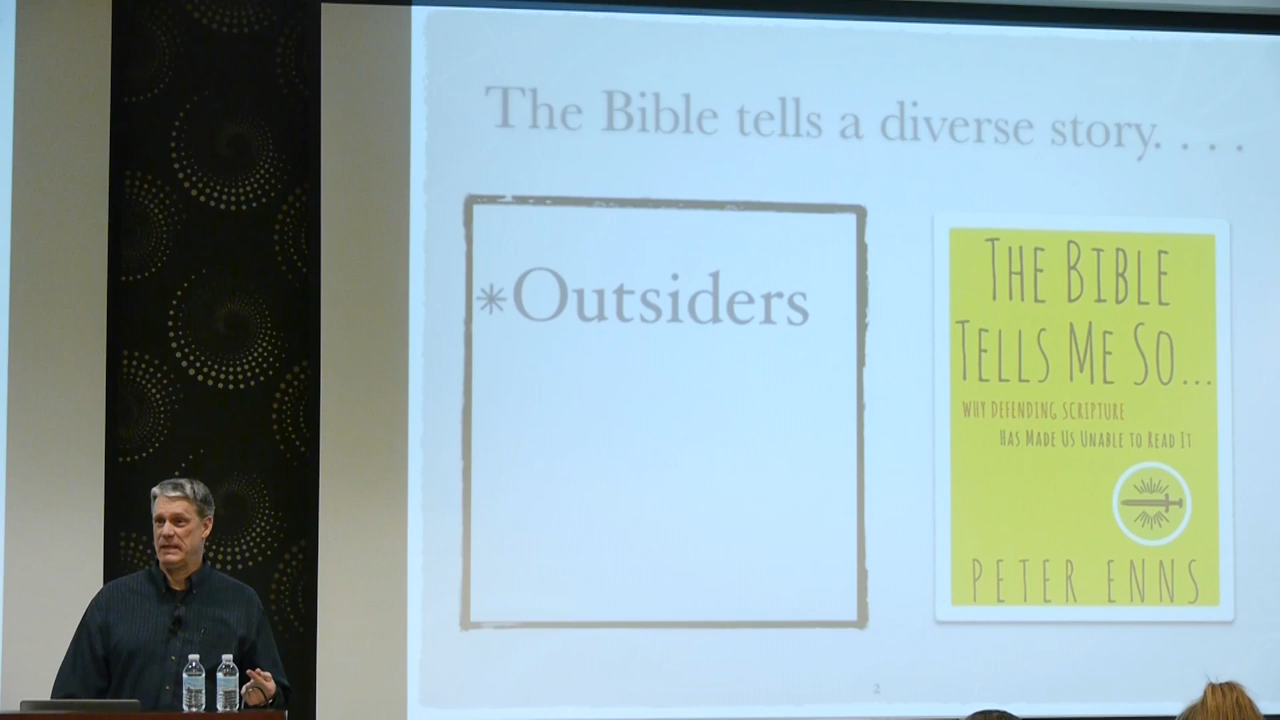 The Bible tells a diverse story. . . .
*Outsiders
THE BIBLE
TELLS ME SO...
WHY DEFENDING SCRIPTURE
HAS MADE US UNABLE TO READ IT
PETER ENNS
2